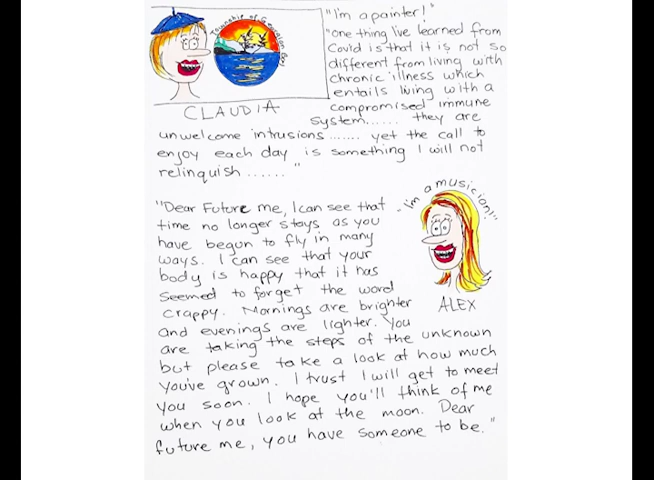 Township of Georgian Bay
"I'm a painter!"
"One thing I've learned from
Covid is that it is not so
different from living with
chronic illness which
entails living with a
compromised immune
system...... they are
CLAUDIA
unwelcome intrusions....... yet the call to
enjoy each day is something I will not
relinquish ......"
"I'm a musician!"
"Dear Future me, I can see that
time no longer stays as you
have begun to fly in many
ways. I can see that your
body is happy that it has
seemed to forget the word
crappy. Mornings are brighter
and evenings are lighter. You
ALEX
are taking the steps of the unknown
but please take a look at how much
you've grown. I trust I will get to meet
you soon. I hope you'll think of me
when you look at the moon. Dear
future me, you have someone to be."